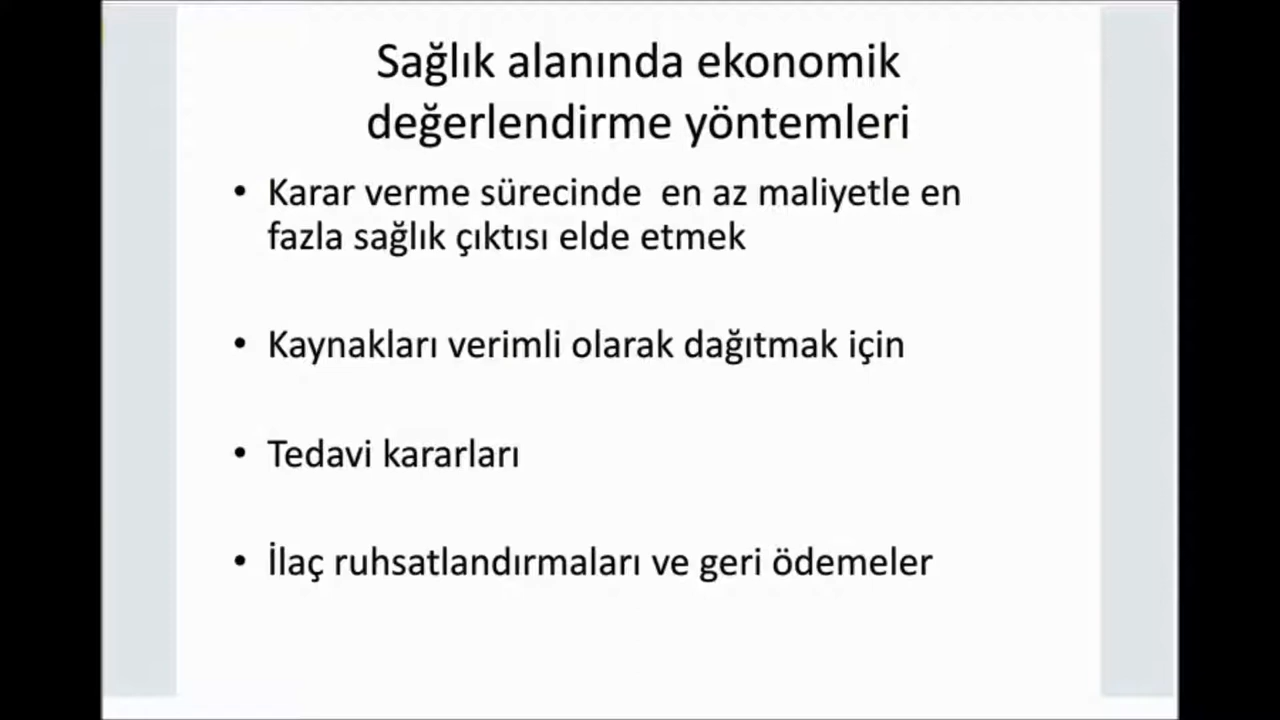 Sağlık alanında ekonomik
değerlendirme yöntemleri
• Karar verme sürecinde  en az maliyetle en
fazla sağlık çıktısı elde etmek
• Kaynakları verimli olarak dağıtmak için
• Tedavi kararları
• İlaç ruhsatlandırmaları ve geri ödemeler